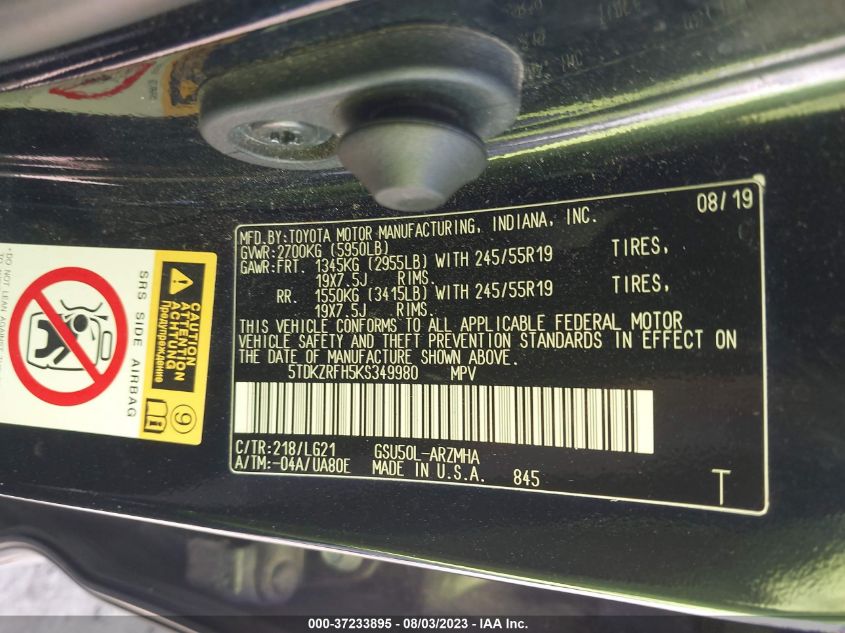 08/19
MFD.BY:TOYOTA MOTOR MANUFACTURING, INDIANA, INC.
GVWR:2700KG (5950LB)
GAWR:FRT. 1345KG (2955LB) WITH 245/55R19 TIRES,
19X7.5J RIMS.
RR. 1550KG (3415LB) WITH 245/55R19 TIRES,
19X7.5J RIMS.
THIS VEHICLE CONFORMS TO ALL APPLICABLE FEDERAL MOTOR
VEHICLE SAFETY AND THEFT PREVENTION STANDARDS IN EFFECT ON
THE DATE OF MANUFACTURE SHOWN ABOVE.
5TDKZRFH5KS349980 MPV
C/TR:218/LG21 GSU50L-ARZMHA
A/TM:-04A/UA80E MADE IN U.S.A. 845
T
SRS SIDE AIRBAG
CAUTION
ATTENTION
ACHTUNG
Предупреждение
9
000-37233895 - 08/03/2023 - IAA Inc.